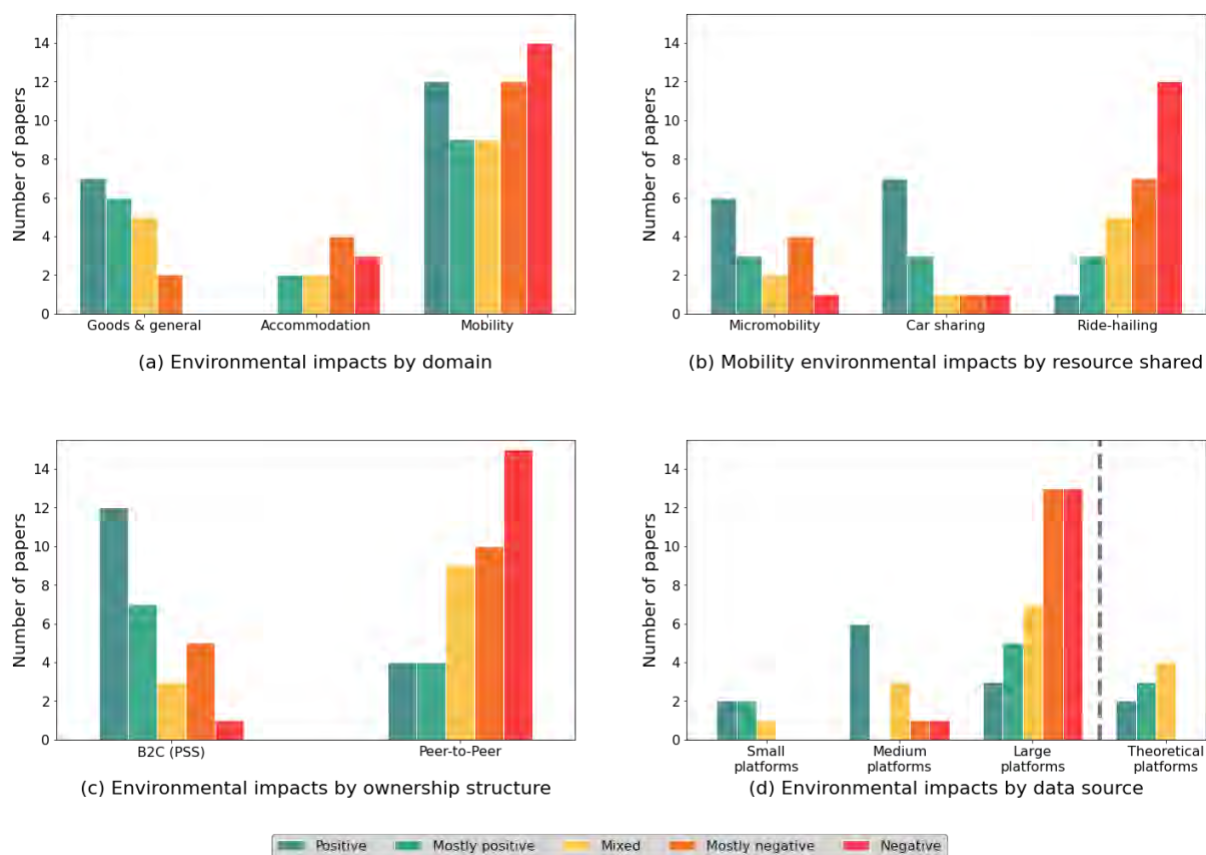 14
12
10
8
6
4
2
0
Number of papers
Goods & general Accommodation Mobility
(a) Environmental impacts by domain
14
12
10
8
6
4
2
0
Number of papers
Micromobility Car sharing Ride-hailing
(b) Mobility environmental impacts by resource shared
14
12
10
8
6
4
2
0
Number of papers
B2C (PSS) Peer-to-Peer
(c) Environmental impacts by ownership structure
14
12
10
8
6
4
2
0
Number of papers
Small Medium Large Theoretical
platforms platforms platforms platforms
(d) Environmental impacts by data source
Positive Mostly positive Mixed Mostly negative Negative